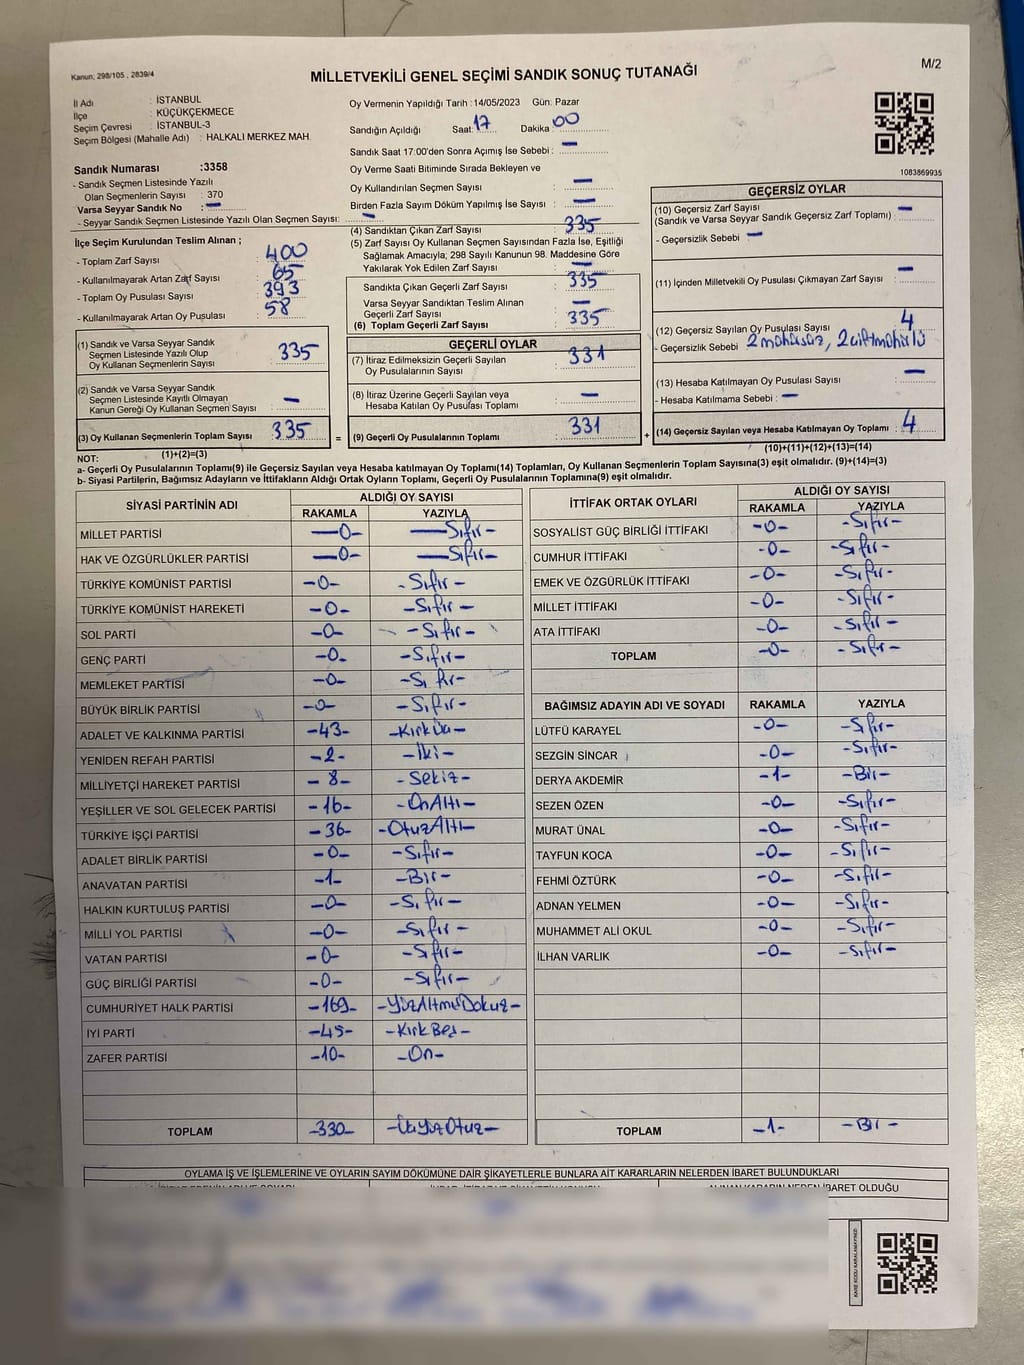 Kanun; 298/105 , 2839/4
MİLLETVEKİLİ GENEL SEÇİMİ SANDIK SONUÇ TUTANAĞI
M/2
İl Adı : İSTANBUL
İlçe : KÜÇÜKÇEKMECE
Seçim Çevresi : İSTANBUL-3
Seçim Bölgesi (Mahalle Adı) : HALKALI MERKEZ MAH.
Oy Vermenin Yapıldığı Tarih :14/05/2023 Gün: Pazar
Sandığın Açıldığı Saat: 17 Dakika : 00
Sandık Saat 17:00'den Sonra Açımış İse Sebebi : —
Oy Verme Saati Bitiminde Sırada Bekleyen ve
Oy Kullandırılan Seçmen Sayısı : —
Birden Fazla Sayım Döküm Yapılmış İse Sayısı : —
1083869935
Sandık Numarası :3358
- Sandık Seçmen Listesinde Yazılı
Olan Seçmenlerin Sayısı : 370
Varsa Seyyar Sandık No : —
- Seyyar Sandık Seçmen Listesinde Yazılı Olan Seçmen Sayısı: —
İlçe Seçim Kurulundan Teslim Alınan ;
- Toplam Zarf Sayısı : 400
- Kullanılmayarak Artan Zarf Sayısı : 65
- Toplam Oy Pusulası Sayısı : 393
- Kullanılmayarak Artan Oy Pusulası : 58
(1) Sandık ve Varsa Seyyar Sandık
Seçmen Listesinde Yazılı Olup
Oy Kullanan Seçmenlerin Sayısı : 335
(2) Sandık ve Varsa Seyyar Sandık
Seçmen Listesinde Kayıtlı Olmayan
Kanun Gereği Oy Kullanan Seçmen Sayısı : —
(3) Oy Kullanan Seçmenlerin Toplam Sayısı : 335
(1)+(2)=(3)
(4) Sandıktan Çıkan Zarf Sayısı : 335
(5) Zarf Sayısı Oy Kullanan Seçmen Sayısından Fazla İse, Eşitliği
Sağlamak Amacıyla, 298 Sayılı Kanunun 98. Maddesine Göre
Yakılarak Yok Edilen Zarf Sayısı : —
Sandıkta Çıkan Geçerli Zarf Sayısı : 335
Varsa Seyyar Sandıktan Teslim Alınan
Geçerli Zarf Sayısı : —
(6) Toplam Geçerli Zarf Sayısı : 335
GEÇERLİ OYLAR
(7) İtiraz Edilmeksizin Geçerli Sayılan
Oy Pusulalarının Sayısı : 331
(8) İtiraz Üzerine Geçerli Sayılan veya
Hesaba Katılan Oy Pusulası Toplamı : —
= (9) Geçerli Oy Pusulalarının Toplamı : 331
GEÇERSİZ OYLAR
(10) Geçersiz Zarf Sayısı : —
(Sandık ve Varsa Seyyar Sandık Geçersiz Zarf Toplamı)
- Geçersizlik Sebebi : —
(11) İçinden Milletvekili Oy Pusulası Çıkmayan Zarf Sayısı : —
(12) Geçersiz Sayılan Oy Pusulası Sayısı : 4
- Geçersizlik Sebebi : 2 mühürsüz, 2 çift mühürlü
(13) Hesaba Katılmayan Oy Pusulası Sayısı : —
- Hesaba Katılmama Sebebi : —
+ (14) Geçersiz Sayılan veya Hesaba Katılmayan Oy Toplamı : 4
(10)+(11)+(12)+(13)=(14)
NOT:
a- Geçerli Oy Pusulalarının Toplamı(9) ile Geçersiz Sayılan veya Hesaba katılmayan Oy Toplamı(14) Toplamları, Oy Kullanan Seçmenlerin Toplam Sayısına(3) eşit olmalıdır. (9)+(14)=(3)
b- Siyasi Partilerin, Bağımsız Adayların ve İttifakların Aldığı Ortak Oyların Toplamı, Geçerli Oy Pusulalarının Toplamına(9) eşit olmalıdır.
SİYASİ PARTİNİN ADI ALDIĞI OY SAYISI
RAKAMLA YAZIYLA
MİLLET PARTİSİ —0- —Sıfır-
HAK VE ÖZGÜRLÜKLER PARTİSİ —0- —Sıfır-
TÜRKİYE KOMÜNİST PARTİSİ -0- -Sıfır-
TÜRKİYE KOMÜNİST HAREKETİ -0- -Sıfır-
SOL PARTİ -0- -Sıfır-
GENÇ PARTİ -0- -Sıfır-
MEMLEKET PARTİSİ -0- -Sıfır-
BÜYÜK BİRLİK PARTİSİ -0- -Sıfır-
ADALET VE KALKINMA PARTİSİ -43- -Kırk Üç-
YENİDEN REFAH PARTİSİ -2- -İki-
MİLLİYETÇİ HAREKET PARTİSİ -8- -Sekiz-
YEŞİLLER VE SOL GELECEK PARTİSİ -16- -On Altı-
TÜRKİYE İŞÇİ PARTİSİ -36- -Otuz Altı-
ADALET BİRLİK PARTİSİ -0- -Sıfır-
ANAVATAN PARTİSİ -1- -Bir-
HALKIN KURTULUŞ PARTİSİ -0- -Sıfır-
MİLLİ YOL PARTİSİ -0- -Sıfır-
VATAN PARTİSİ -0- -Sıfır-
GÜÇ BİRLİĞİ PARTİSİ -0- -Sıfır-
CUMHURİYET HALK PARTİSİ -169- -YüzAltmışDokuz-
İYİ PARTİ -45- -Kırk Beş-
ZAFER PARTİSİ -10- -On-
TOPLAM -330- -ÜçYüzOtuz-
İTTİFAK ORTAK OYLARI ALDIĞI OY SAYISI
RAKAMLA YAZIYLA
SOSYALİST GÜÇ BİRLİĞİ İTTİFAKI -0- -Sıfır-
CUMHUR İTTİFAKI -0- -Sıfır-
EMEK VE ÖZGÜRLÜK İTTİFAKI -0- -Sıfır-
MİLLET İTTİFAKI -0- -Sıfır-
ATA İTTİFAKI -0- -Sıfır-
TOPLAM -0- -Sıfır-
BAĞIMSIZ ADAYIN ADI VE SOYADI RAKAMLA YAZIYLA
LÜTFÜ KARAYEL -0- -Sıfır-
SEZGİN SİNCAR -0- -Sıfır-
DERYA AKDEMİR -1- -Bir-
SEZEN ÖZEN -0- -Sıfır-
MURAT ÜNAL -0- -Sıfır-
TAYFUN KOCA -0- -Sıfır-
FEHMİ ÖZTÜRK -0- -Sıfır-
ADNAN YELMEN -0- -Sıfır-
MUHAMMET ALİ OKUL -0- -Sıfır-
İLHAN VARLIK -0- -Sıfır-
TOPLAM -1- -Bir-
OYLAMA İŞ VE İŞLEMLERİNE VE OYLARIN SAYIM DÖKÜMÜNE DAİR ŞİKAYETLERLE BUNLARA AİT KARARLARIN NELERDEN İBARET BULUNDUKLARI
ALINAN KARARIN NEDEN İBARET OLDUĞU
KARE KODU KARALAMAYINIZ!